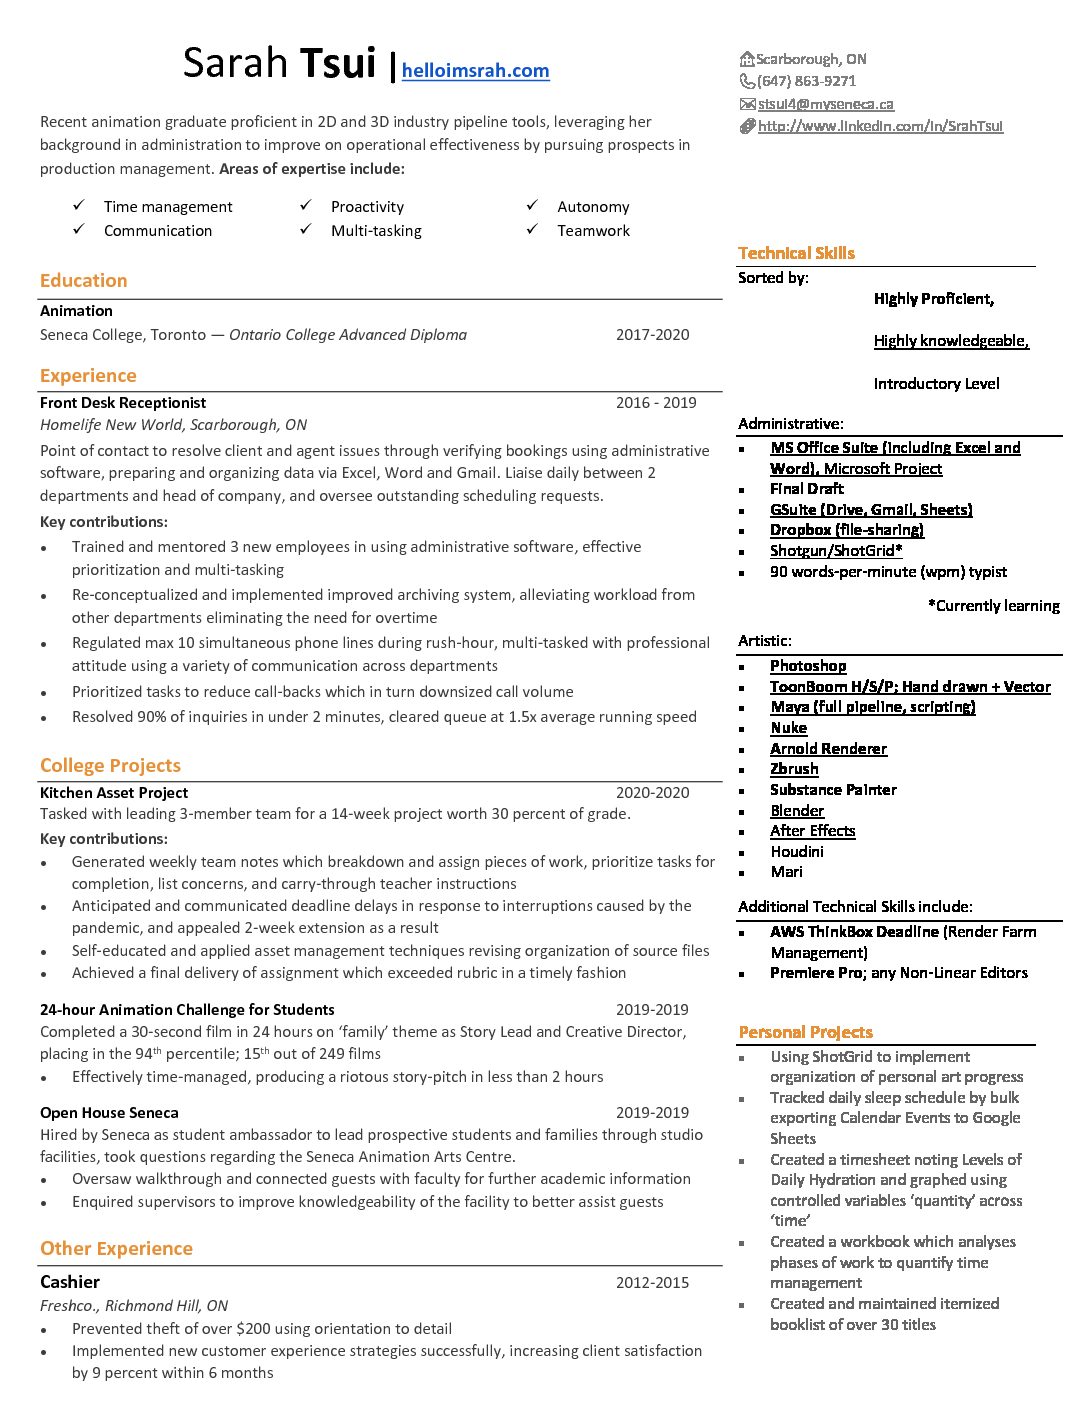 Sarah Tsui | helloimsrah.com
Recent animation graduate proficient in 2D and 3D industry pipeline tools, leveraging her
background in administration to improve on operational effectiveness by pursuing prospects in
production management. Areas of expertise include:
✓ Time management ✓ Proactivity ✓ Autonomy
✓ Communication ✓ Multi-tasking ✓ Teamwork
Education
Animation
Seneca College, Toronto — Ontario College Advanced Diploma 2017-2020
Experience
Front Desk Receptionist 2016 - 2019
Homelife New World, Scarborough, ON
Point of contact to resolve client and agent issues through verifying bookings using administrative
software, preparing and organizing data via Excel, Word and Gmail. Liaise daily between 2
departments and head of company, and oversee outstanding scheduling requests.
Key contributions:
• Trained and mentored 3 new employees in using administrative software, effective
prioritization and multi-tasking
• Re-conceptualized and implemented improved archiving system, alleviating workload from
other departments eliminating the need for overtime
• Regulated max 10 simultaneous phone lines during rush-hour, multi-tasked with professional
attitude using a variety of communication across departments
• Prioritized tasks to reduce call-backs which in turn downsized call volume
• Resolved 90% of inquiries in under 2 minutes, cleared queue at 1.5x average running speed
College Projects
Kitchen Asset Project 2020-2020
Tasked with leading 3-member team for a 14-week project worth 30 percent of grade.
Key contributions:
• Generated weekly team notes which breakdown and assign pieces of work, prioritize tasks for
completion, list concerns, and carry-through teacher instructions
• Anticipated and communicated deadline delays in response to interruptions caused by the
pandemic, and appealed 2-week extension as a result
• Self-educated and applied asset management techniques revising organization of source files
• Achieved a final delivery of assignment which exceeded rubric in a timely fashion
24-hour Animation Challenge for Students 2019-2019
Completed a 30-second film in 24 hours on ‘family’ theme as Story Lead and Creative Director,
placing in the 94th percentile; 15th out of 249 films
• Effectively time-managed, producing a riotous story-pitch in less than 2 hours
Open House Seneca 2019-2019
Hired by Seneca as student ambassador to lead prospective students and families through studio
facilities, took questions regarding the Seneca Animation Arts Centre.
• Oversaw walkthrough and connected guests with faculty for further academic information
• Enquired supervisors to improve knowledgeability of the facility to better assist guests
Other Experience
Cashier 2012-2015
Freshco., Richmond Hill, ON
• Prevented theft of over $200 using orientation to detail
• Implemented new customer experience strategies successfully, increasing client satisfaction
by 9 percent within 6 months
Scarborough, ON
(647) 863-9271
stsui4@myseneca.ca
http://www.linkedin.com/in/SrahTsui
Technical Skills
Sorted by:
Highly Proficient,
Highly knowledgeable,
Introductory Level
Administrative:
▪ MS Office Suite (including Excel and
Word), Microsoft Project
▪ Final Draft
▪ GSuite (Drive, Gmail, Sheets)
▪ Dropbox (file-sharing)
▪ Shotgun/ShotGrid*
▪ 90 words-per-minute (wpm) typist
*Currently learning
Artistic:
▪ Photoshop
▪ ToonBoom H/S/P; Hand drawn + Vector
▪ Maya (full pipeline, scripting)
▪ Nuke
▪ Arnold Renderer
▪ Zbrush
▪ Substance Painter
▪ Blender
▪ After Effects
▪ Houdini
▪ Mari
Additional Technical Skills include:
▪ AWS ThinkBox Deadline (Render Farm
Management)
▪ Premiere Pro; any Non-Linear Editors
Personal Projects
▪ Using ShotGrid to implement
organization of personal art progress
▪ Tracked daily sleep schedule by bulk
exporting Calendar Events to Google
Sheets
▪ Created a timesheet noting Levels of
Daily Hydration and graphed using
controlled variables ‘quantity’ across
‘time’
▪ Created a workbook which analyses
phases of work to quantify time
management
▪ Created and maintained itemized
booklist of over 30 titles